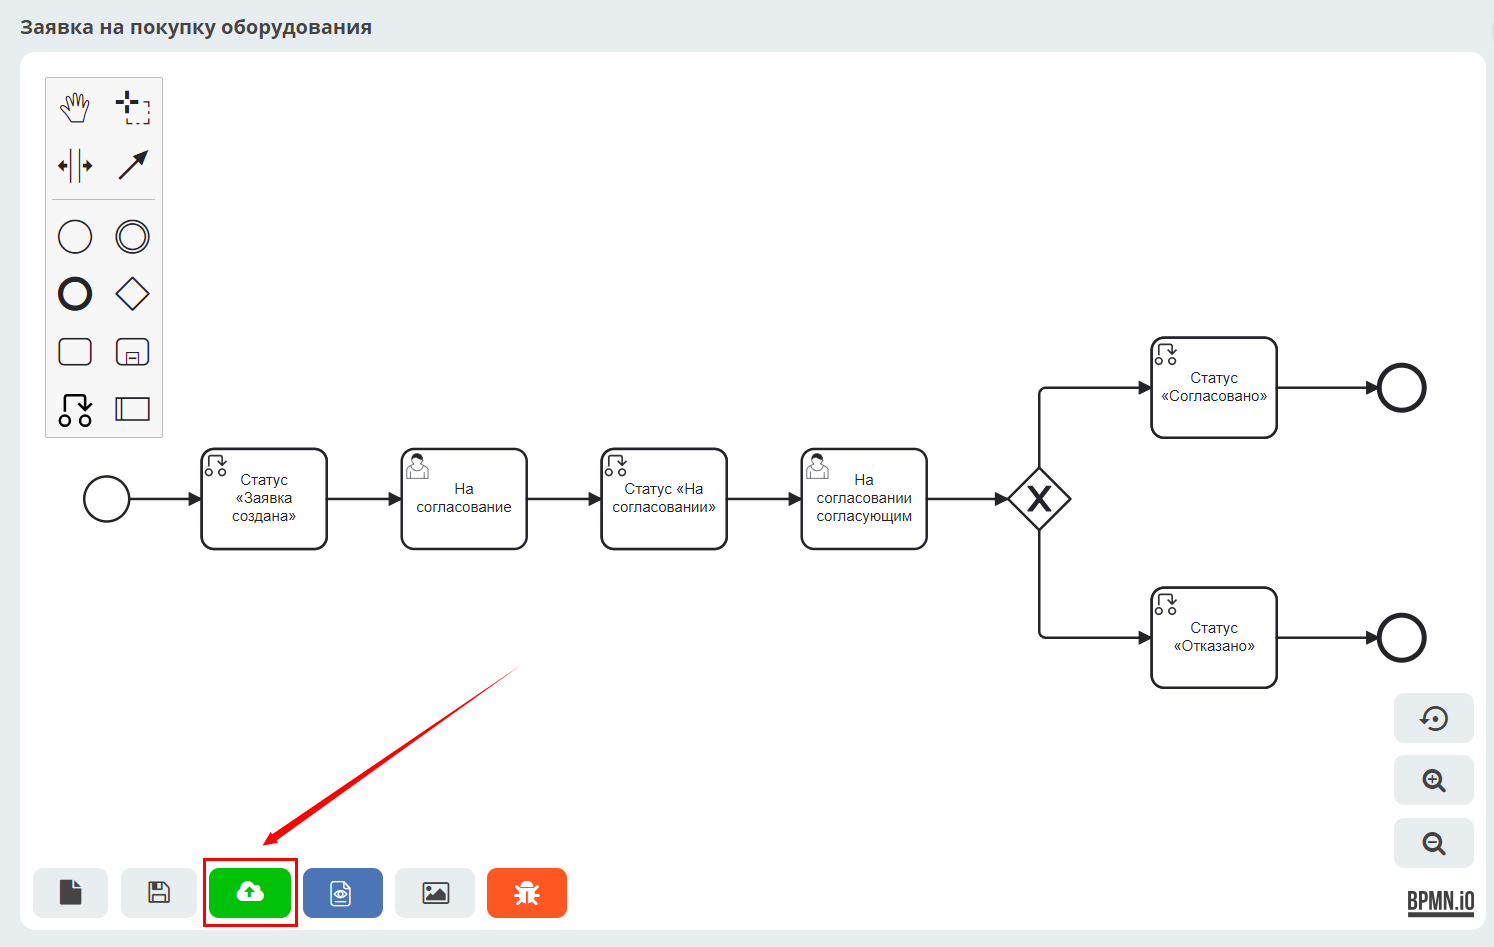 Заявка на покупку оборудования
Статус
«Согласовано»
Статус
«Заявка
создана»
На
согласование
Статус «На
согласовании»
На
согласовании
согласующим
Статус
«Отказано»
BPMN.iO